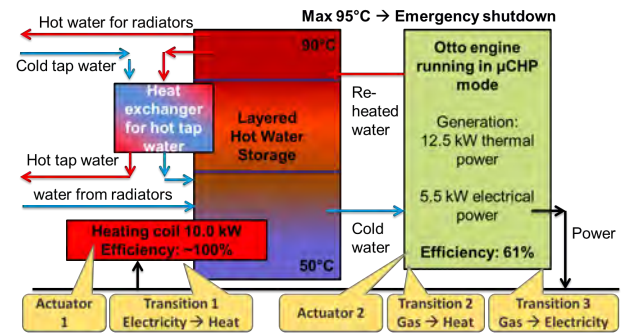 Max 95°C → Emergency shutdown
Hot water for radiators
90°C
Cold tap water
Heat
exchanger
for hot tap
water
Re-
heated
water
Otto engine
running in µCHP
mode
Generation:
12.5 kW thermal
power
5.5 kW electrical
power
Efficiency: 61%
Layered
Hot Water
Storage
Hot tap water
water from radiators
Heating coil 10.0 kW
Efficiency: ~100%
50°C
Cold
water
Power
Actuator
1
Transition 1
Electricity → Heat
Actuator 2
Transition 2
Gas → Heat
Transition 3
Gas → Electricity